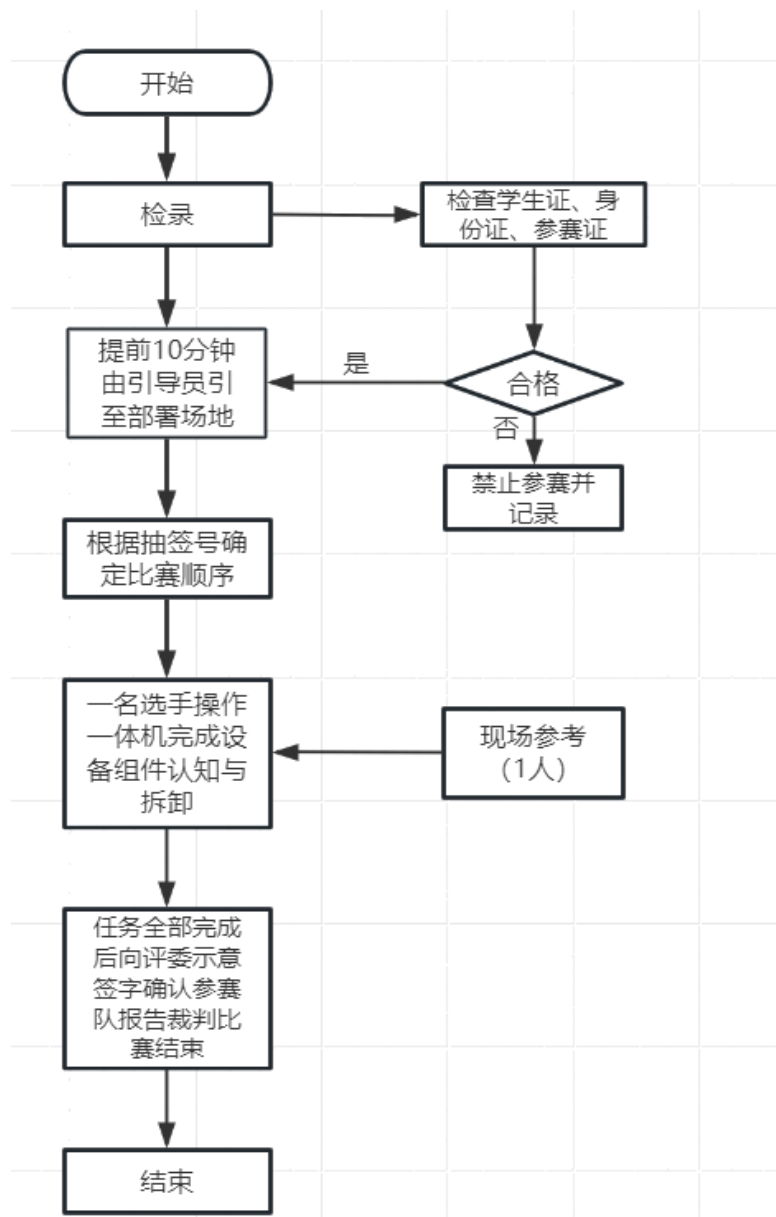 开始
检录
检查学生证、身
份证、参赛证
提前10分钟
由引导员引
至部署场地
是
合格
否
禁止参赛并
记录
根据抽签号确
定比赛顺序
一名选手操作
一体机完成设
备组件认知与
拆卸
现场参考
（1人）
任务全部完成
后向评委示意
签字确认参赛
队报告裁判比
赛结束
结束